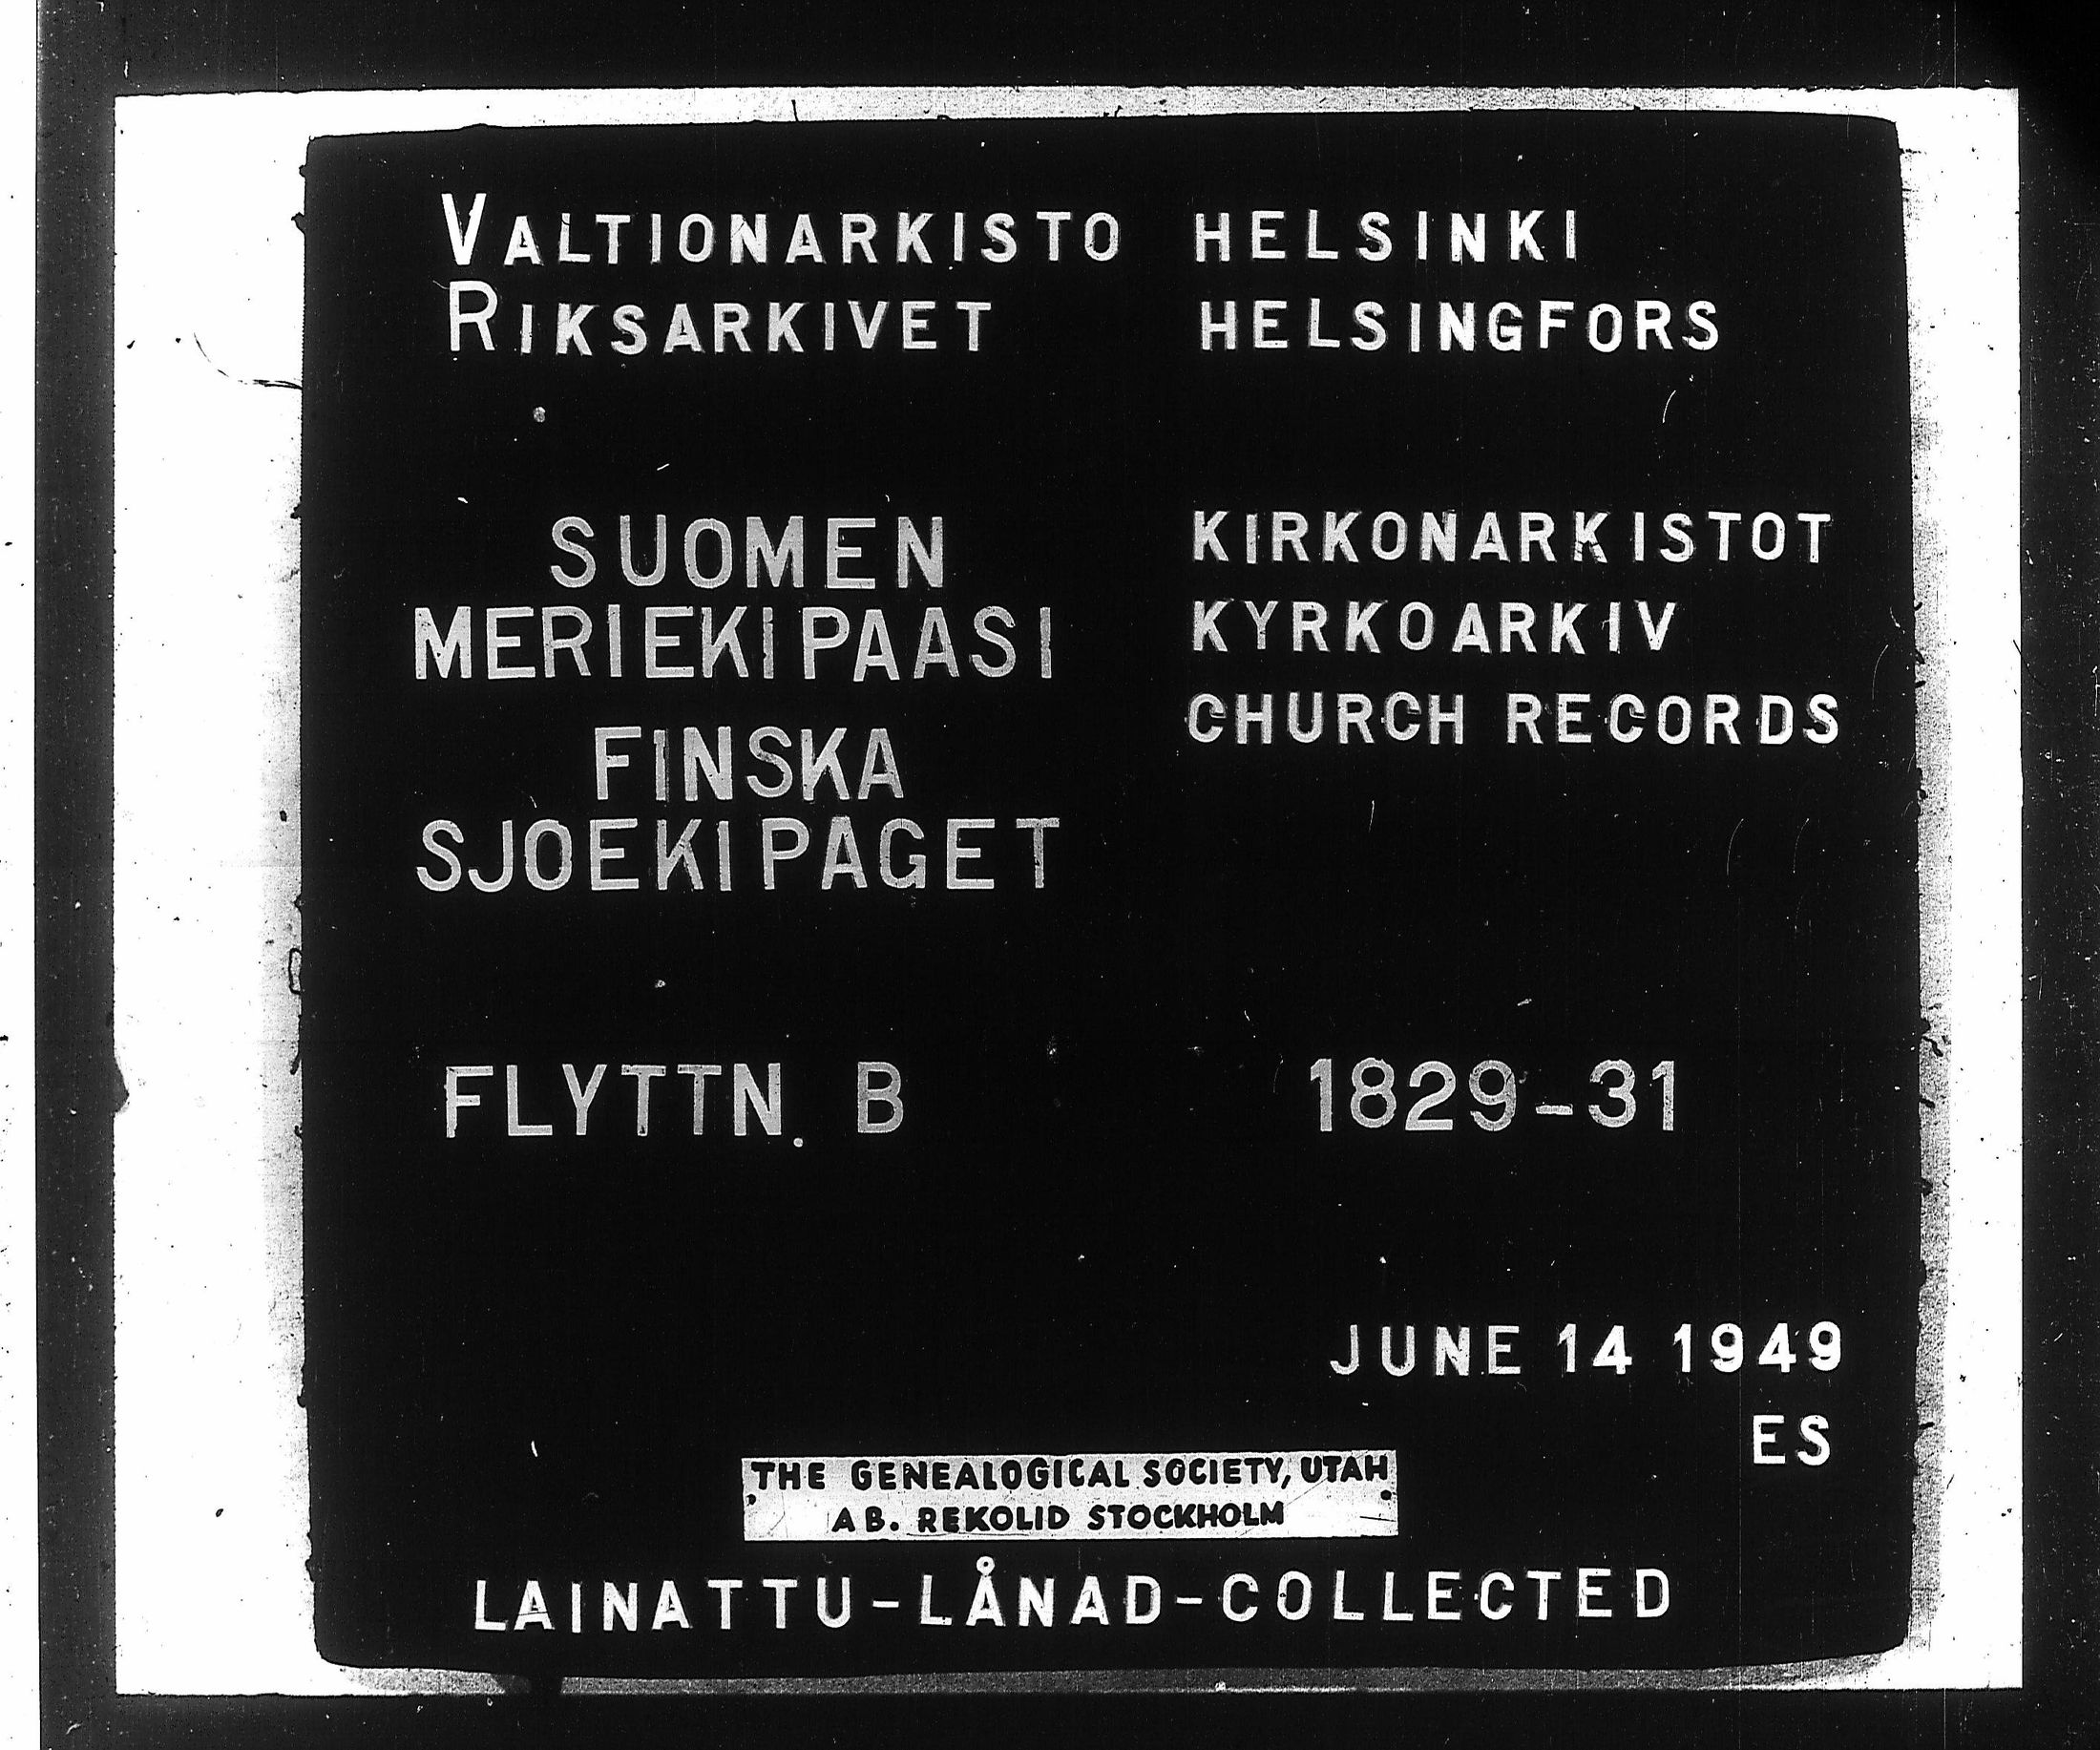 VALTIONARKISTO HELSINKI
RIKSARKIVET HELSINGFORS
SUOMEN
MERIEKIPAASI
FINSKA
SJOEKIPAGET
KIRKONARKISTOT
KYRKOARKIV
CHURCH RECORDS
FLYTTN. B 1829-31
JUNE 14 1949
ES
THE GENEALOGICAL SOCIETY, UTAH
AB. REKOLID STOCKHOLM
LAINATTU-LÅNAD-COLLECTED